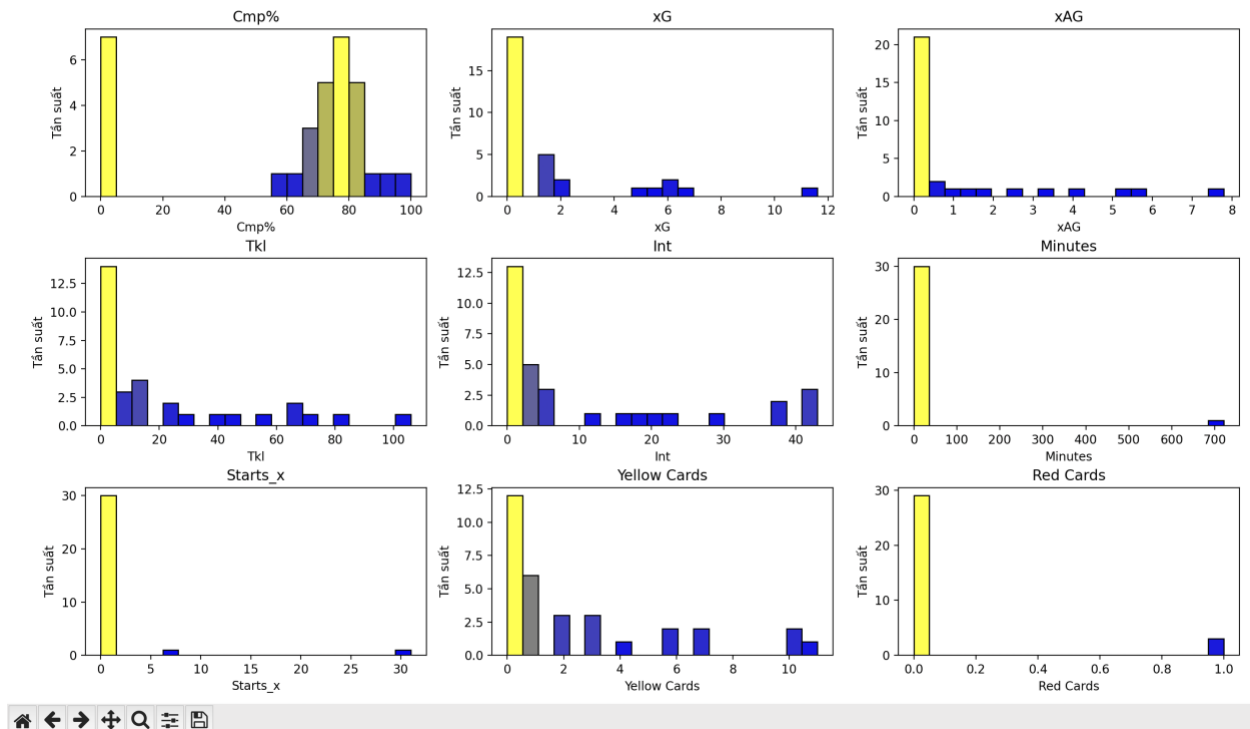 Cmp%
6
4
2
0
Tần suất
0 20 40 60 80 100
Cmp%
xG
15
10
5
0
Tần suất
0 2 4 6 8 10 12
xG
xAG
20
15
10
5
0
Tần suất
0 1 2 3 4 5 6 7 8
xAG
Tkl
12.5
10.0
7.5
5.0
2.5
0.0
Tần suất
0 20 40 60 80 100
Tkl
Int
12.5
10.0
7.5
5.0
2.5
0.0
Tần suất
0 10 20 30 40
Int
Minutes
30
20
10
0
Tần suất
0 100 200 300 400 500 600 700
Minutes
Starts_x
30
20
10
0
Tần suất
0 5 10 15 20 25 30
Starts_x
Yellow Cards
12.5
10.0
7.5
5.0
2.5
0.0
Tần suất
0 2 4 6 8 10
Yellow Cards
Red Cards
30
20
10
0
Tần suất
0.0 0.2 0.4 0.6 0.8 1.0
Red Cards